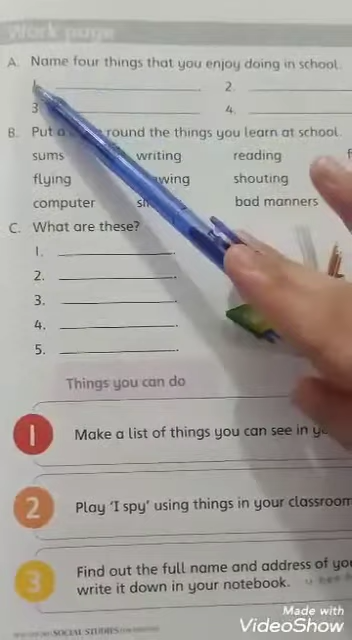 Work page
A. Name four things that you enjoy doing in school.
1. 2.
3 4.
B. Put a round the things you learn at school.
sums writing reading
flying shouting
computer bad manners
C. What are these?
1.
2.
3.
4.
5.
Things you can do
1 Make a list of things you can see in
2 Play 'I spy' using things in your classroom
3 Find out the full name and address of
write it down in your notebook.
SOCIAL STUDIES
Made with
VideoShow